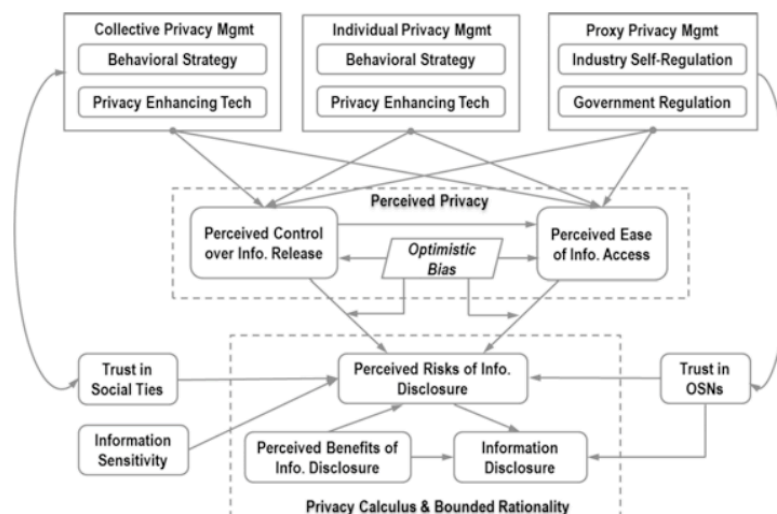 Collective Privacy Mgmt
Behavioral Strategy
Privacy Enhancing Tech
Individual Privacy Mgmt
Behavioral Strategy
Privacy Enhancing Tech
Proxy Privacy Mgmt
Industry Self-Regulation
Government Regulation
Perceived Privacy
Perceived Control
over Info. Release
Optimistic
Bias
Perceived Ease
of Info. Access
Trust in
Social Ties
Perceived Risks of Info.
Disclosure
Trust in
OSNs
Information
Sensitivity
Perceived Benefits of
Info. Disclosure
Information
Disclosure
Privacy Calculus & Bounded Rationality